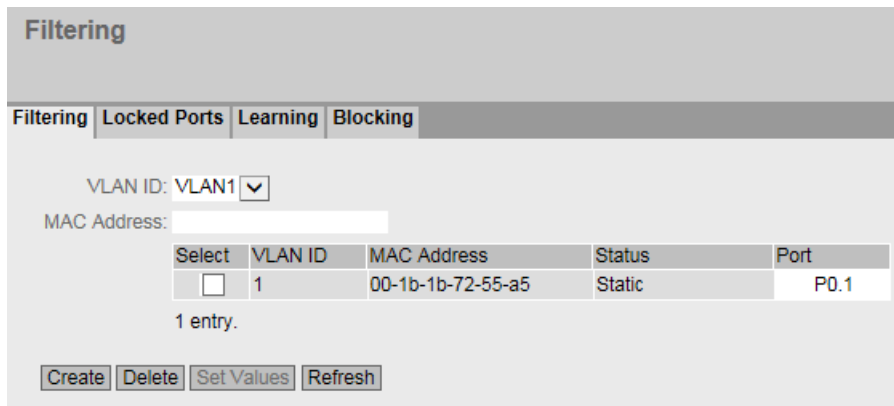 Filtering
Filtering Locked Ports Learning Blocking
VLAN ID: VLAN1
MAC Address:
Select VLAN ID MAC Address Status Port
1 00-1b-1b-72-55-a5 Static P0.1
1 entry.
Create Delete Set Values Refresh